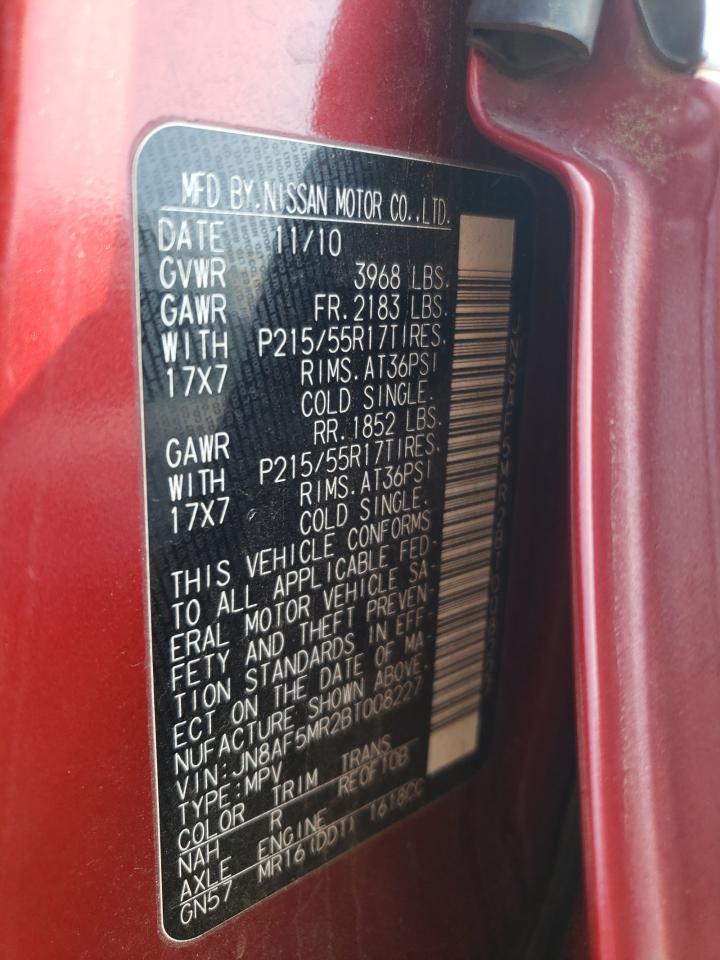 MFD BY.NISSAN MOTOR CO.,LTD.
DATE 11/10
GVWR 3968 LBS.
GAWR FR.2183 LBS.
WITH P215/55R17TIRES.
17X7 RIMS.AT36PSI
COLD SINGLE.
GAWR RR.1852 LBS.
WITH P215/55R17TIRES.
17X7 RIMS.AT36PSI
COLD SINGLE.
THIS VEHICLE CONFORMS
TO ALL APPLICABLE FED-
ERAL MOTOR VEHICLE SA-
FETY AND THEFT PREVEN-
TION STANDARDS IN EFF-
ECT ON THE DATE OF MA-
NUFACTURE SHOWN ABOVE.
VIN:JN8AF5MR2BT008227
TYPE:MPV
COLOR TRIM TRANS
NAH R RE0F10B
AXLE ENGINE
GN57 MR16(DDT) 1618CC